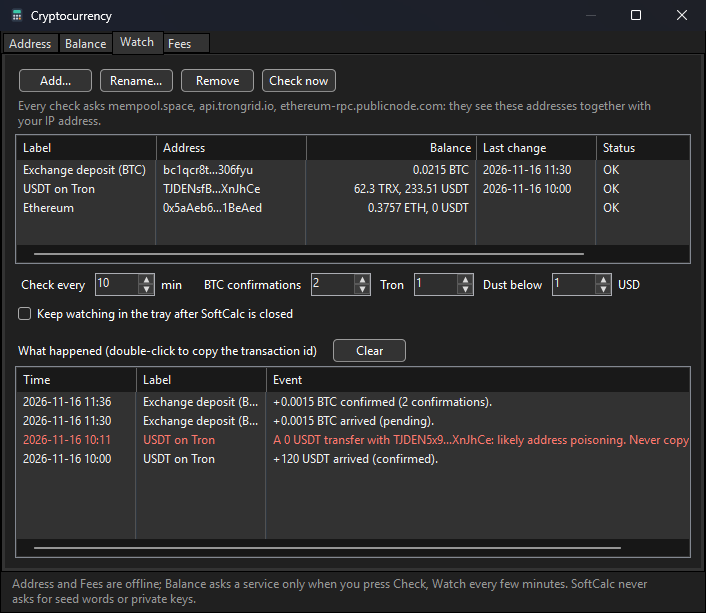 Cryptocurrency
Address Balance Watch Fees
Add... Rename... Remove Check now
Every check asks mempool.space, api.trongrid.io, ethereum-rpc.publicnode.com: they see these addresses together with
your IP address.
Label Address Balance Last change Status
Exchange deposit (BTC) bc1qcr8t...306fyu 0.0215 BTC 2026-11-16 11:30 OK
USDT on Tron TJDENsfB...XnJhCe 62.3 TRX, 233.51 USDT 2026-11-16 10:00 OK
Ethereum 0x5aAeb6...1BeAed 0.3757 ETH, 0 USDT OK
Check every 10 min BTC confirmations 2 Tron 1 Dust below 1 USD
Keep watching in the tray after SoftCalc is closed
What happened (double-click to copy the transaction id) Clear
Time Label Event
2026-11-16 11:36 Exchange deposit (B... +0.0015 BTC confirmed (2 confirmations).
2026-11-16 11:30 Exchange deposit (B... +0.0015 BTC arrived (pending).
2026-11-16 10:11 USDT on Tron A 0 USDT transfer with TJDEN5x9...XnJhCe: likely address poisoning. Never copy
2026-11-16 10:00 USDT on Tron +120 USDT arrived (confirmed).
Address and Fees are offline; Balance asks a service only when you press Check, Watch every few minutes. SoftCalc never
asks for seed words or private keys.